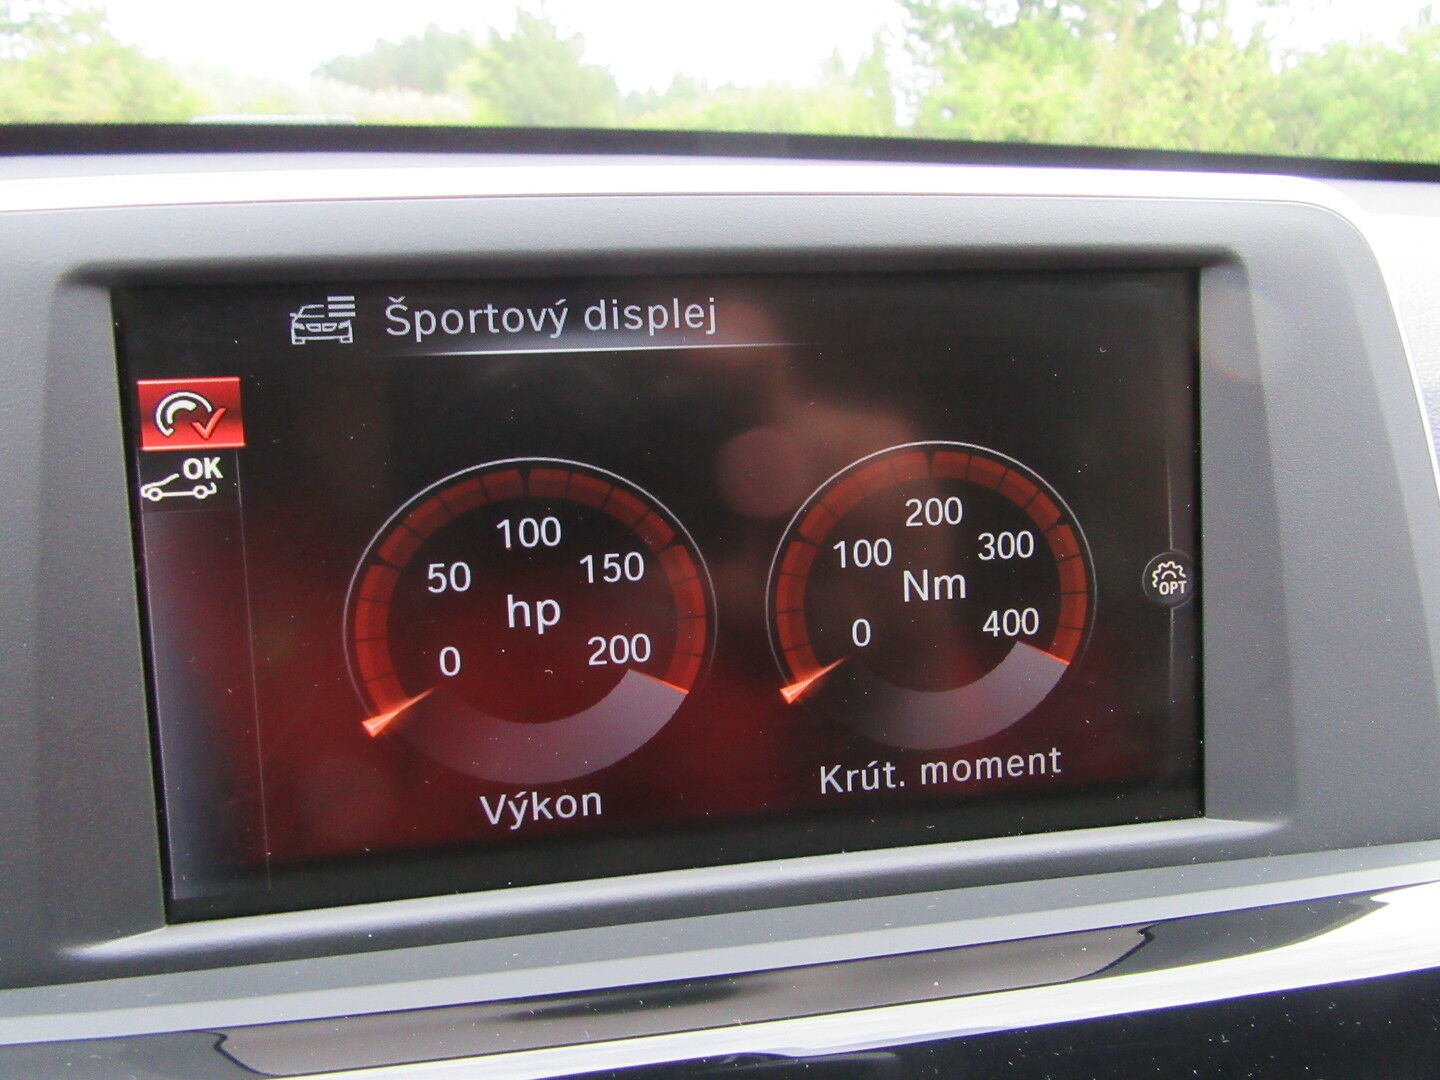 Športový displej
OK
0
50
100
150
200
hp
Výkon
0
100
200
300
400
Nm
Krút. moment
OPT